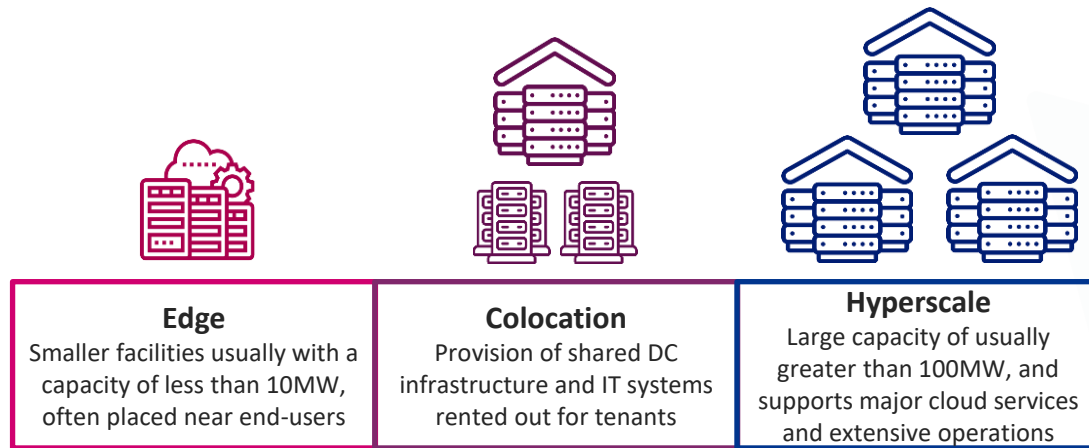 Edge
Smaller facilities usually with a
capacity of less than 10MW,
often placed near end-users
Colocation
Provision of shared DC
infrastructure and IT systems
rented out for tenants
Hyperscale
Large capacity of usually
greater than 100MW, and
supports major cloud services
and extensive operations